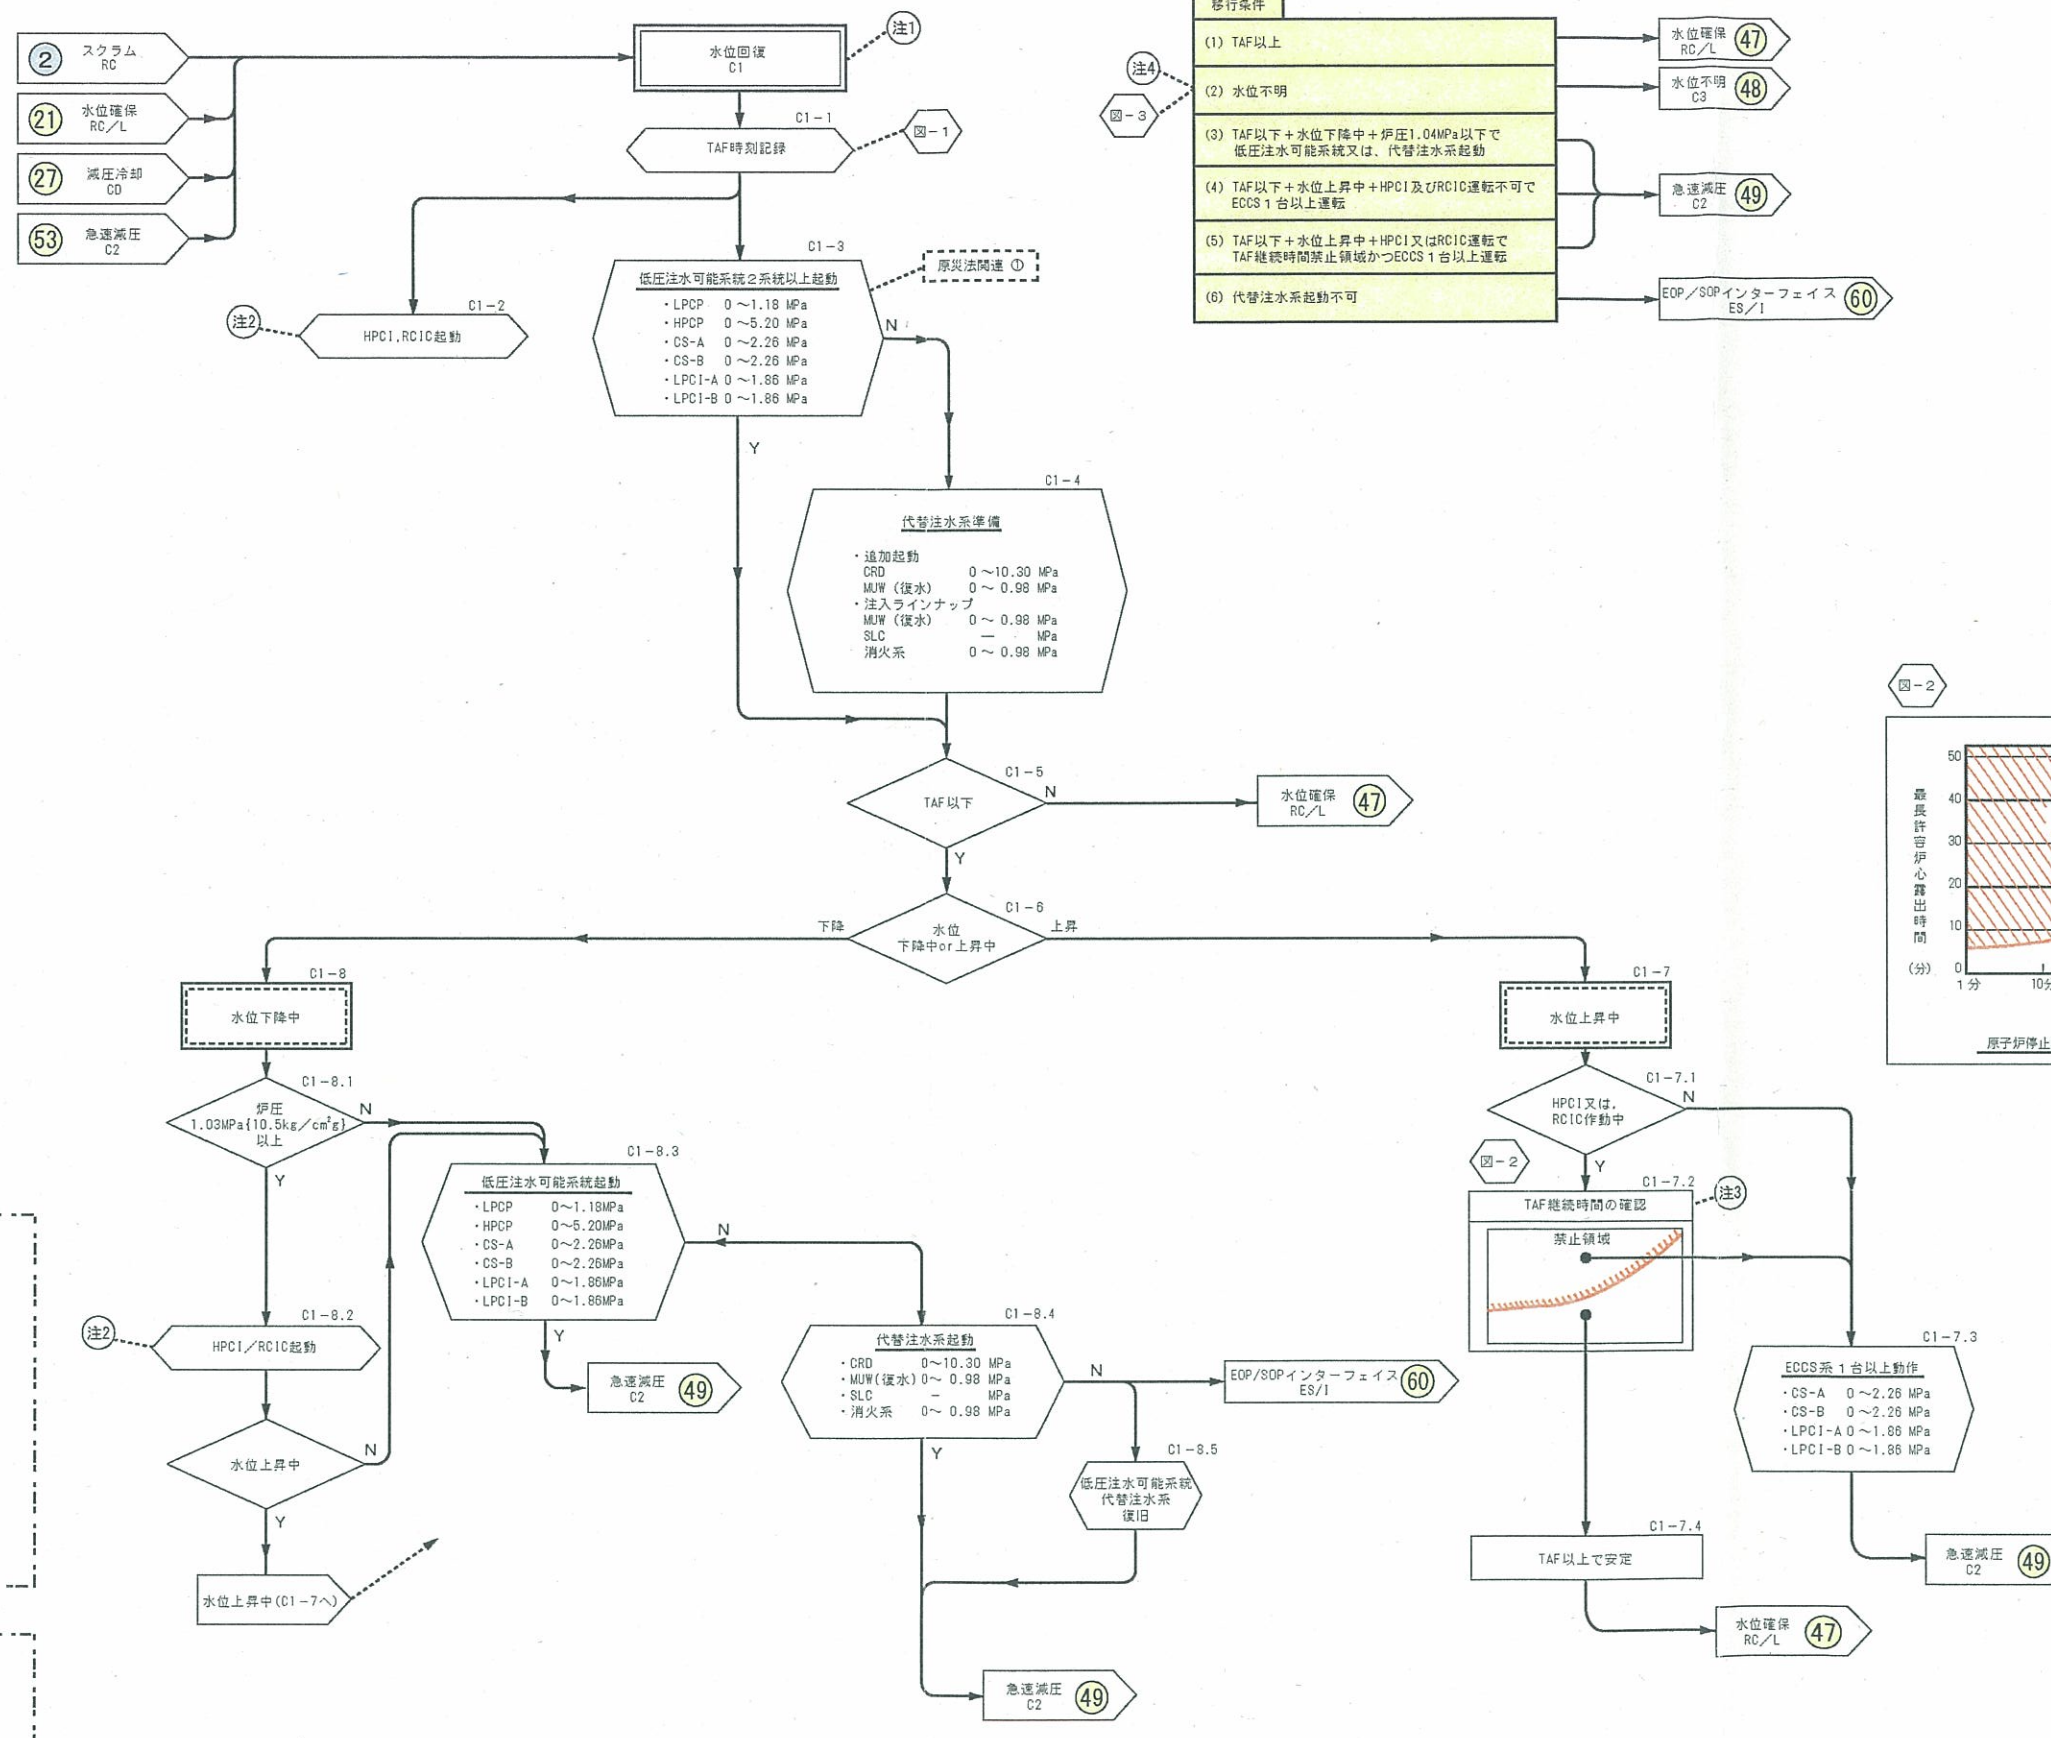 2
スクラム
RC
21
水位確保
RC/L
27
減圧冷却
CD
53
急速減圧
C2
水位回復
C1
注1
C1-1
TAF時刻記録
図-1
C1-2
HPCI,RCIC起動
注2
C1-3
低圧注水可能系統2系統以上起動
・LPCP 0~1.18 MPa
・HPCP 0~5.20 MPa
・CS-A 0~2.26 MPa
・CS-B 0~2.26 MPa
・LPCI-A 0~1.86 MPa
・LPCI-B 0~1.86 MPa
原災法関連 ①
N
Y
移行条件
(1) TAF以上
(2) 水位不明
(3) TAF以下+水位下降中+炉圧1.04MPa以下で
低圧注水可能系統又は、代替注水系起動
(4) TAF以下+水位上昇中+HPCI及びRCIC運転不可で
ECCS1台以上運転
(5) TAF以下+水位上昇中+HPCI又はRCIC運転で
TAF継続時間禁止領域かつECCS1台以上運転
(6) 代替注水系起動不可
注4
図-3
水位確保
RC/L
47
水位不明
C3
48
急速減圧
C2
49
EOP/SOPインターフェイス
ES/I
60
C1-4
代替注水系準備
・追加起動
CRD 0~10.30 MPa
MUW(復水) 0~ 0.98 MPa
・注入ラインナップ
MUW(復水) 0~ 0.98 MPa
SLC — MPa
消火系 0~ 0.98 MPa
C1-5
TAF以下
N
Y
水位確保
RC/L
47
C1-6
水位
下降中or上昇中
下降
上昇
図-2
最長許容炉心露出時間
(分)
50
40
30
20
10
0
1分
10分
原子炉停止
C1-8
水位下降中
C1-8.1
炉圧
1.03MPa{10.5kg/cm²g}
以上
N
Y
C1-8.2
HPCI/RCIC起動
注2
水位上昇中
N
Y
水位上昇中(C1-7へ)
C1-8.3
低圧注水可能系統起動
・LPCP 0~1.18MPa
・HPCP 0~5.20MPa
・CS-A 0~2.26MPa
・CS-B 0~2.26MPa
・LPCI-A 0~1.86MPa
・LPCI-B 0~1.86MPa
N
Y
急速減圧
C2
49
C1-8.4
代替注水系起動
・CRD 0~10.30 MPa
・MUW(復水) 0~ 0.98 MPa
・SLC — MPa
・消火系 0~ 0.98 MPa
N
Y
EOP/SOPインターフェイス
ES/I
60
C1-8.5
低圧注水可能系統
代替注水系
復旧
急速減圧
C2
49
C1-7
水位上昇中
C1-7.1
HPCI又は,
RCIC作動中
N
Y
図-2
C1-7.2
TAF継続時間の確認
禁止領域
注3
C1-7.3
ECCS系1台以上動作
・CS-A 0~2.26 MPa
・CS-B 0~2.26 MPa
・LPCI-A 0~1.86 MPa
・LPCI-B 0~1.86 MPa
急速減圧
C2
49
C1-7.4
TAF以上で安定
水位確保
RC/L
47